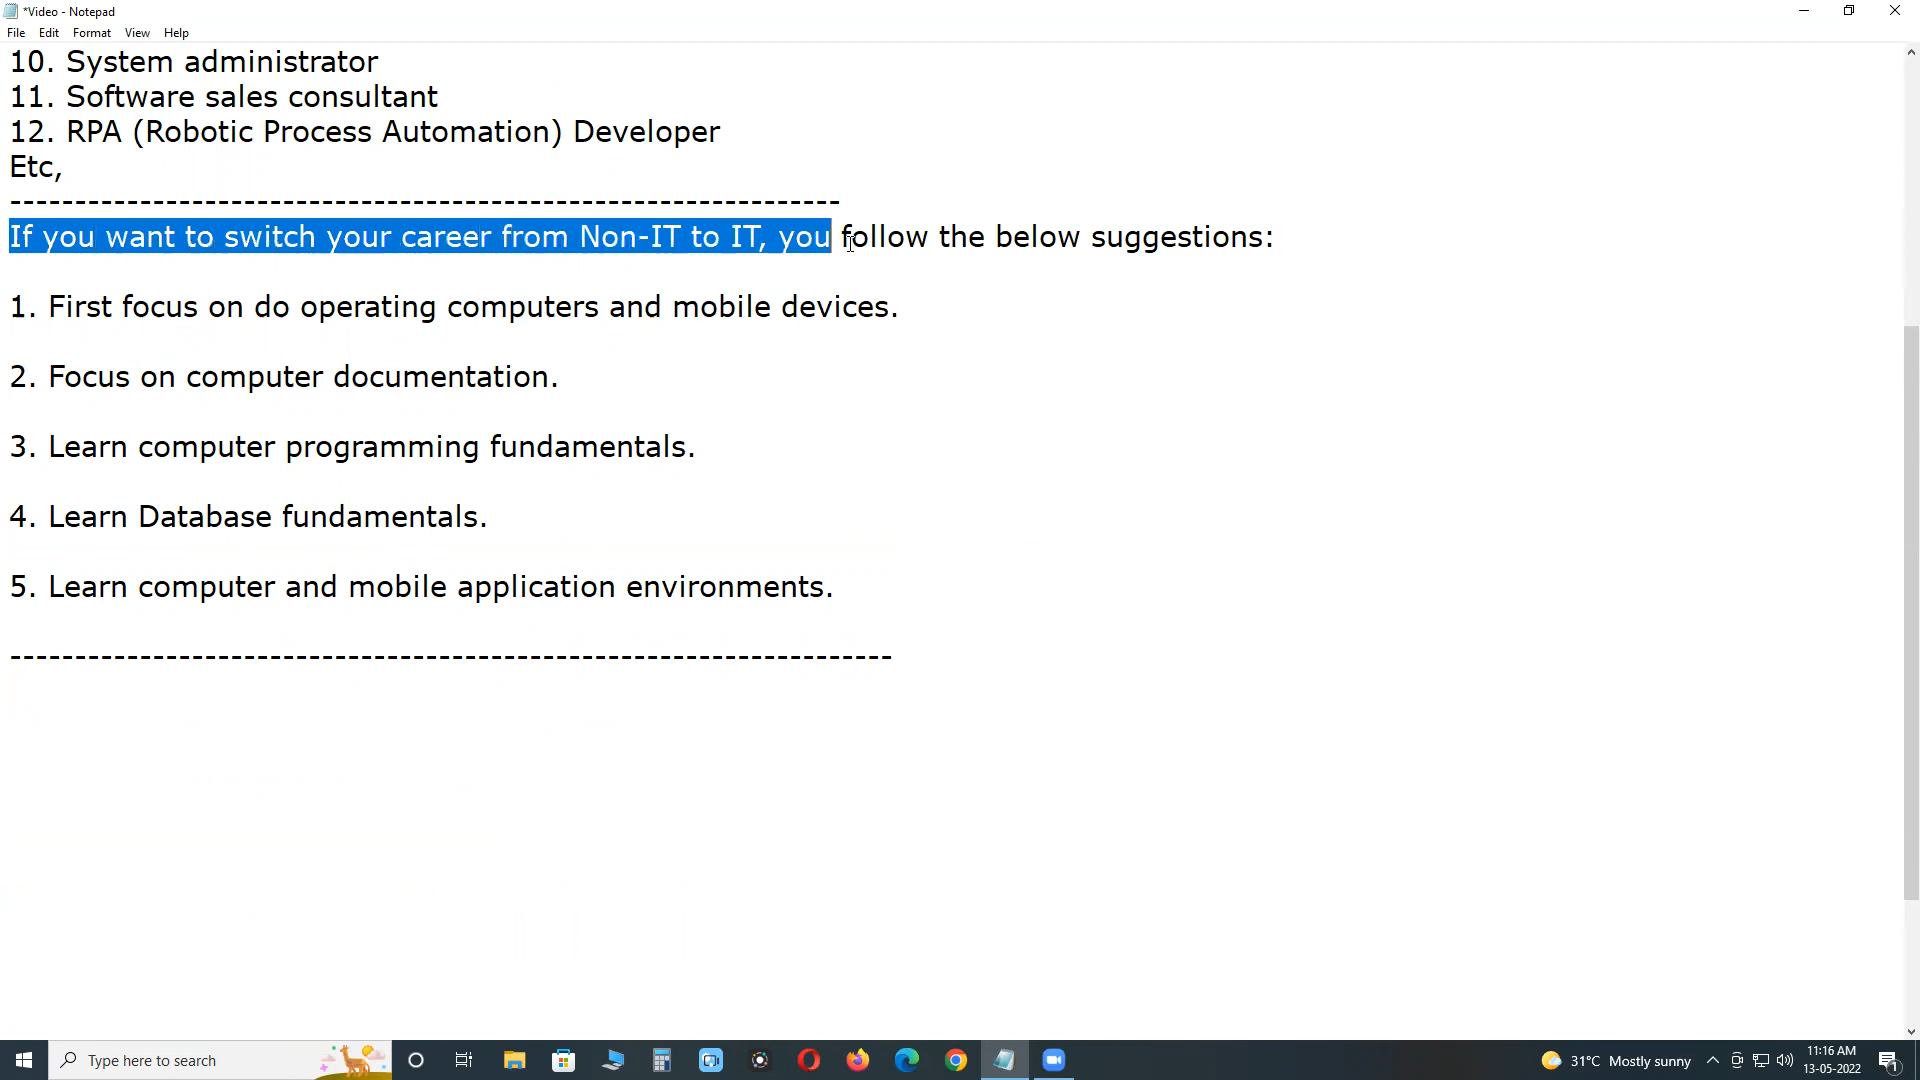 *Video - Notepad
File Edit Format View Help
10. System administrator
11. Software sales consultant
12. RPA (Robotic Process Automation) Developer
Etc,
----------------------------------------------------------------
If you want to switch your career from Non-IT to IT, you follow the below suggestions:
1. First focus on do operating computers and mobile devices.
2. Focus on computer documentation.
3. Learn computer programming fundamentals.
4. Learn Database fundamentals.
5. Learn computer and mobile application environments.
--------------------------------------------------------------------
Type here to search
31°C Mostly sunny
11:16 AM
13-05-2022
1